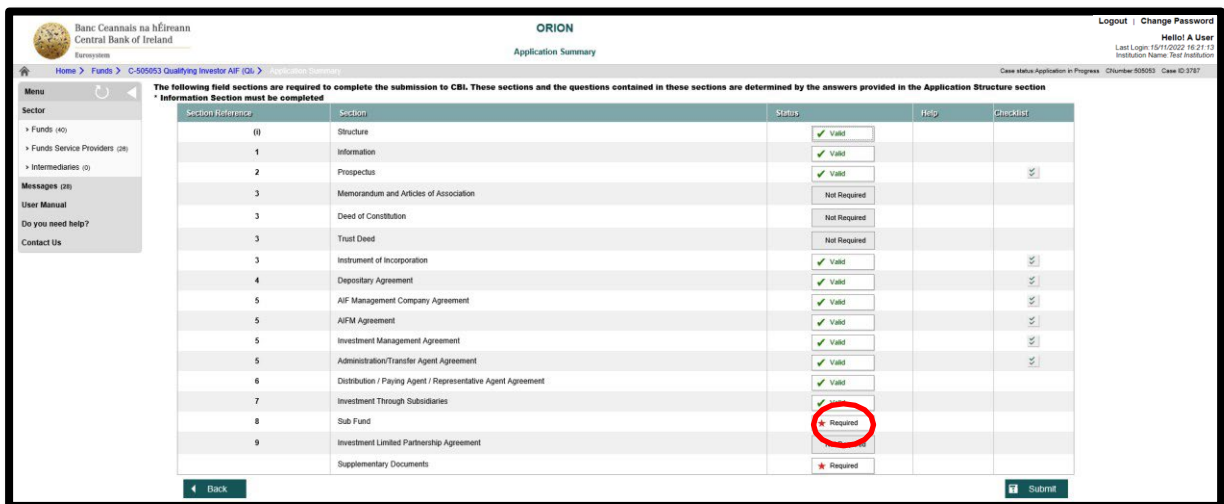 Banc Ceannais na hÉireann
Central Bank of Ireland
Eurosystem
ORION
Application Summary
Logout | Change Password
Hello! A User
Last Login:15/11/2022 16:21:13
Institution Name:Test Institution
Home > Funds > C-505053 Qualifying Investor AIF (QI. > Application Summary
Case status:Application in Progress CNumber:505053 Case ID:3787
Menu
Sector
> Funds (40)
> Funds Service Providers (26)
> Intermediaries (0)
Messages (28)
User Manual
Do you need help?
Contact Us
The following field sections are required to complete the submission to CBI. These sections and the questions contained in these sections are determined by the answers provided in the Application Structure section
* Information Section must be completed
Section Reference Section Status Help Checklist
(i) Structure Valid
1 Information Valid
2 Prospectus Valid
3 Memorandum and Articles of Association Not Required
3 Deed of Constitution Not Required
3 Trust Deed Not Required
3 Instrument of Incorporation Valid
4 Depositary Agreement Valid
5 AIF Management Company Agreement Valid
5 AIFM Agreement Valid
5 Investment Management Agreement Valid
5 Administration/Transfer Agent Agreement Valid
6 Distribution / Paying Agent / Representative Agent Agreement Valid
7 Investment Through Subsidiaries Valid
8 Sub Fund Required
9 Investment Limited Partnership Agreement Not Required
Supplementary Documents Required
Back
Submit